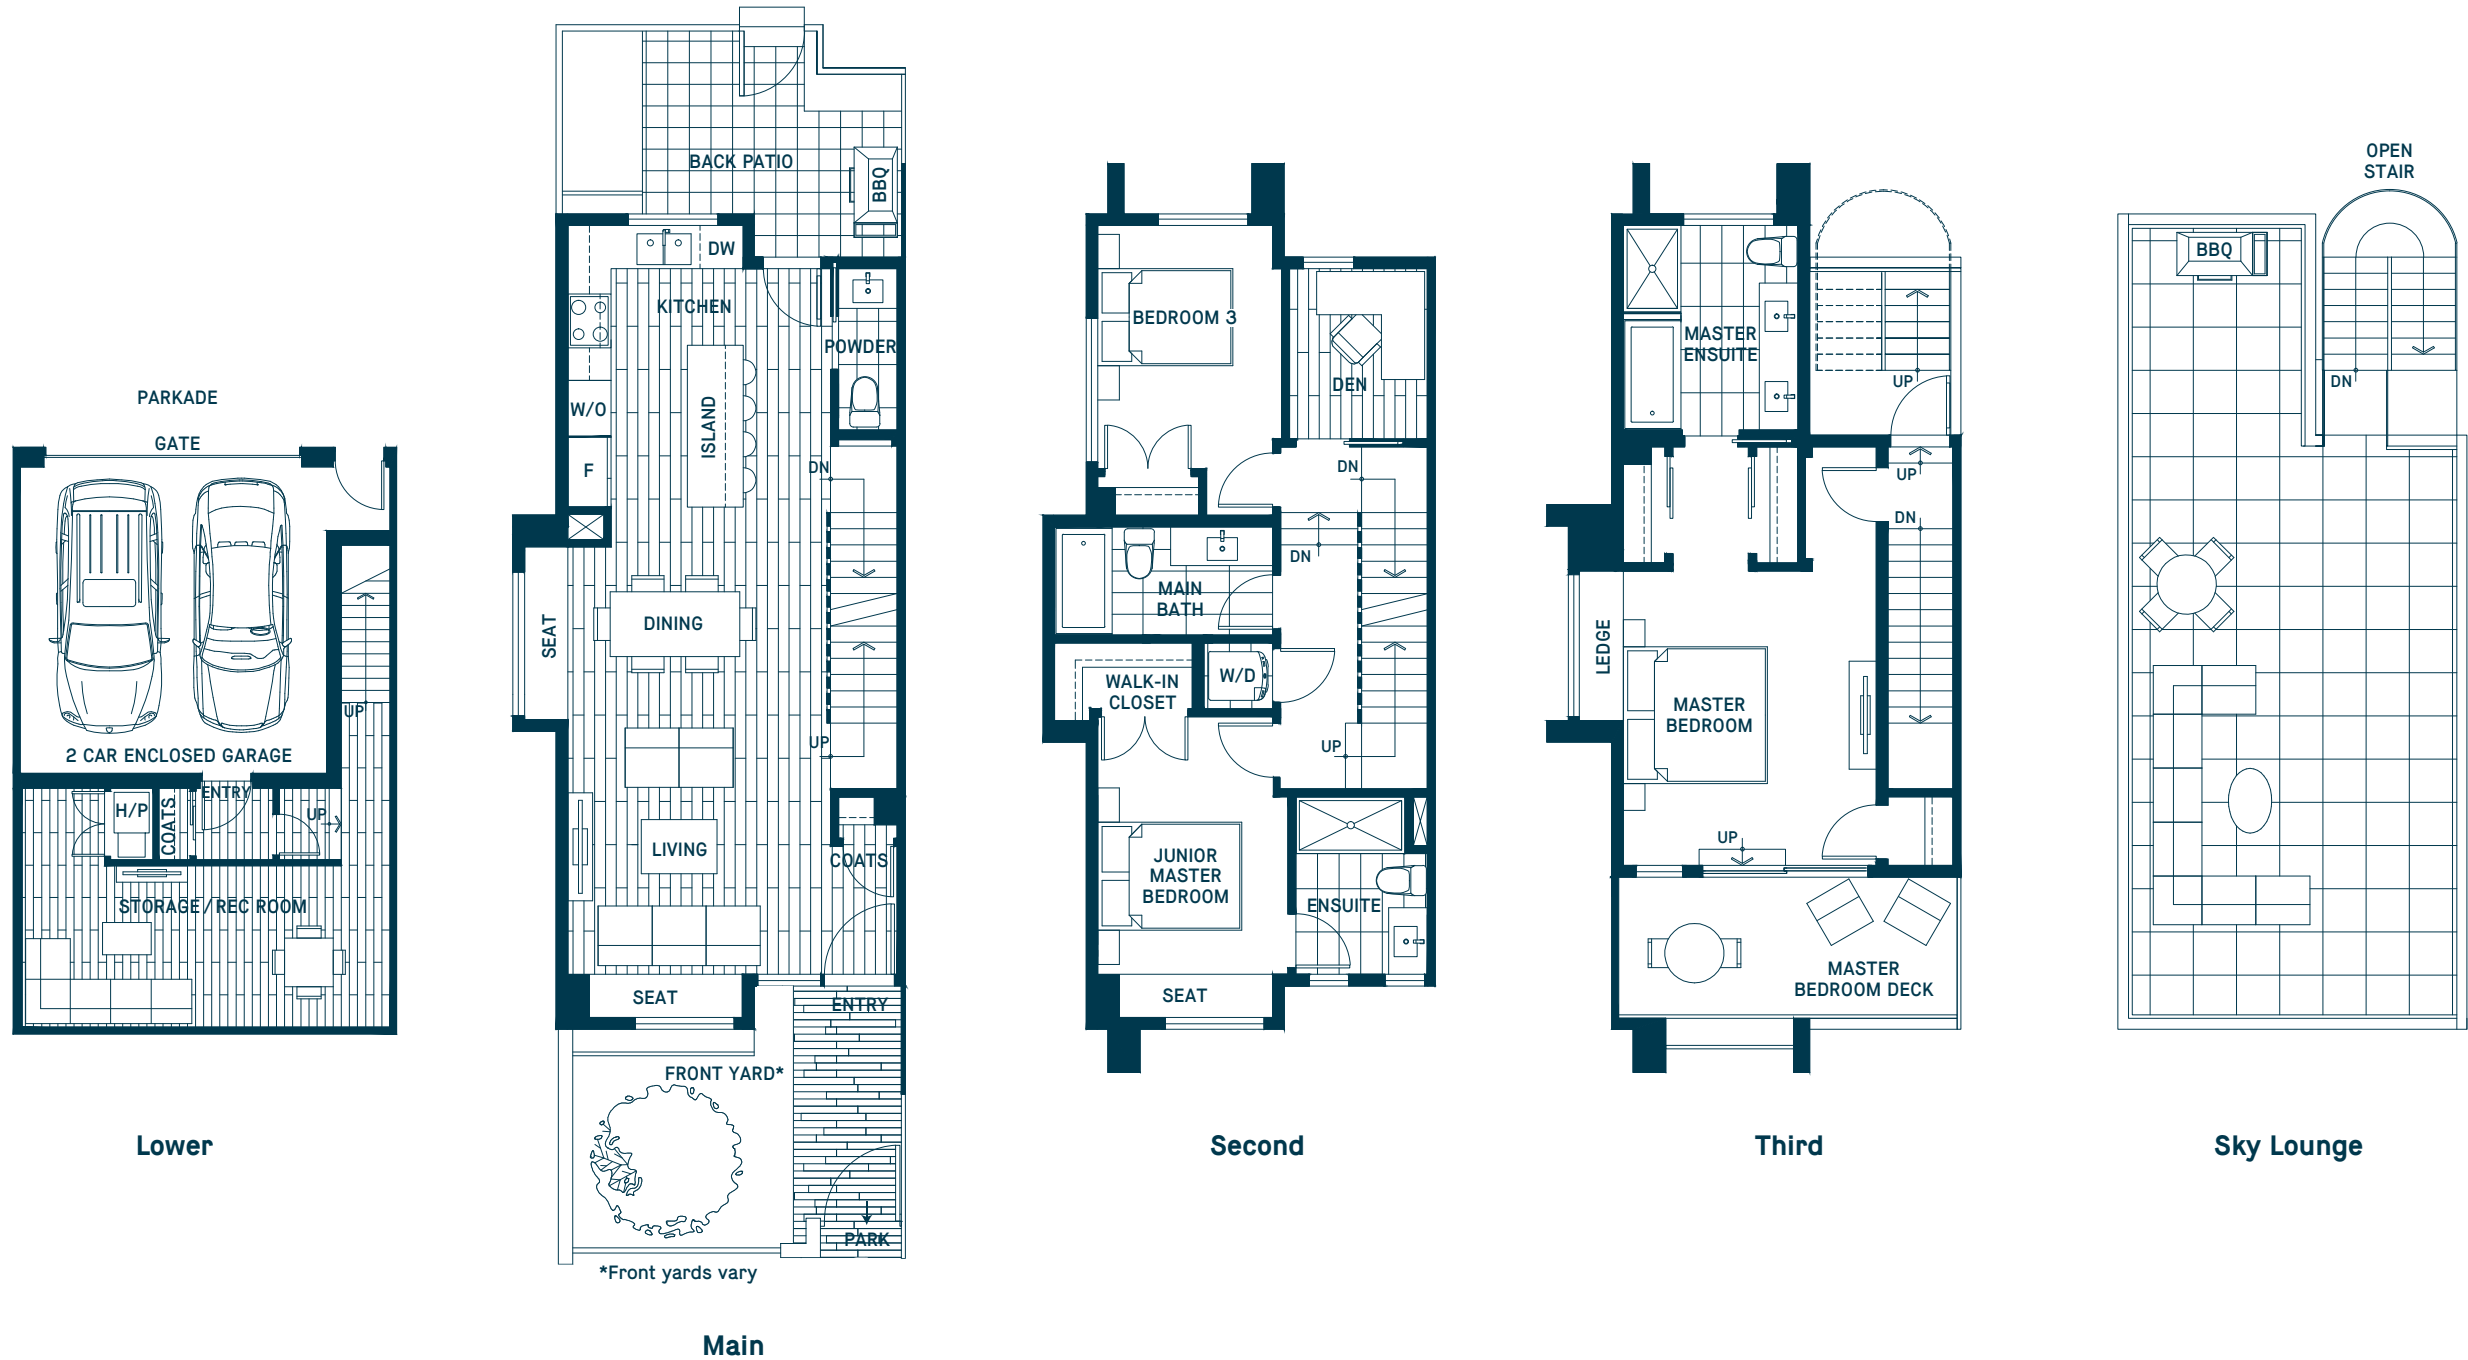 PARKADE
GATE
2 CAR ENCLOSED GARAGE
UP
H/P
COATS
ENTRY
UP
STORAGE / REC ROOM
Lower
BACK PATIO
BBQ
DW
KITCHEN
POWDER
W/O
ISLAND
F
DN
SEAT
DINING
UP
LIVING
COATS
SEAT
ENTRY
FRONT YARD*
PARK
*Front yards vary
Main
BEDROOM 3
DEN
DN
DN
MAIN
BATH
WALK-IN
CLOSET
W/D
UP
JUNIOR
MASTER
BEDROOM
ENSUITE
SEAT
Second
MASTER
ENSUITE
UP
UP
DN
LEDGE
MASTER
BEDROOM
UP
MASTER
BEDROOM DECK
Third
OPEN
STAIR
BBQ
DN
Sky Lounge